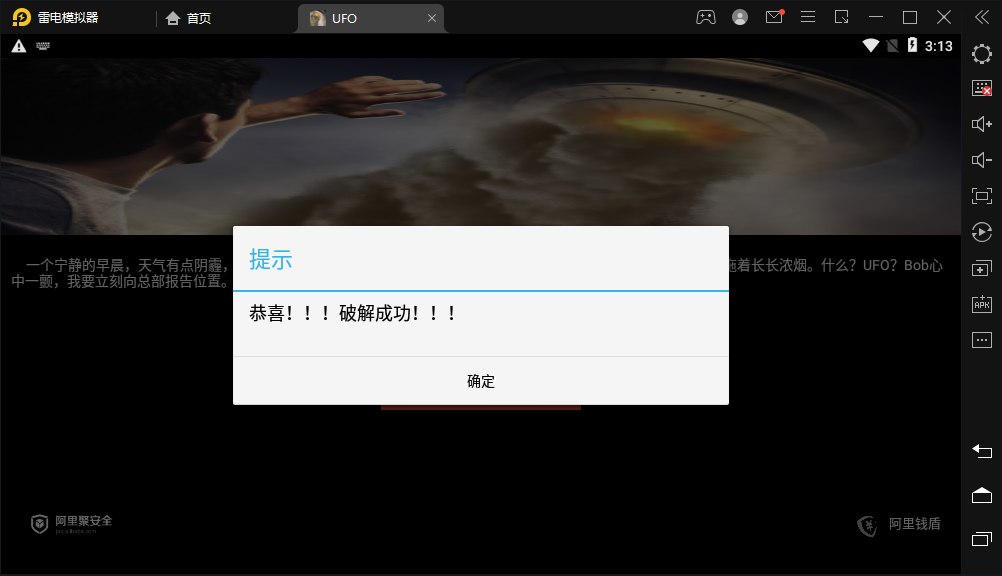 雷电模拟器
首页
UFO
3:13
一个宁静的早晨，天气有点阴霾，
拖着长长浓烟。什么？UFO？Bob心
中一颤，我要立刻向总部报告位置。
提示
恭喜！！！破解成功！！！
确定
阿里聚安全
阿里钱盾
APK